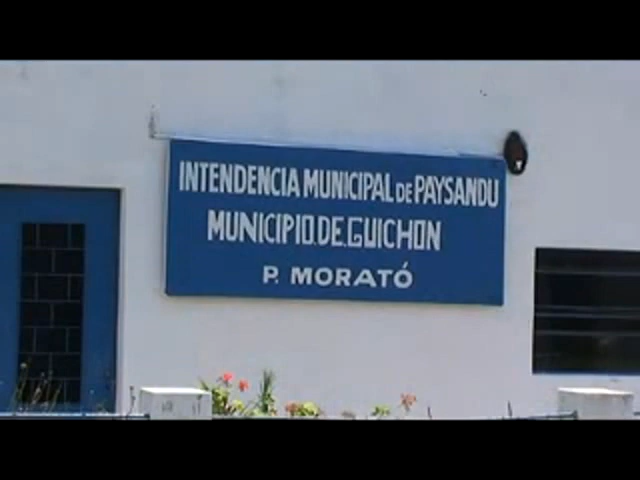 INTENDENCIA MUNICIPAL DE PAYSANDU
MUNICIPIO.DE.GUICHON
P. MORATÓ